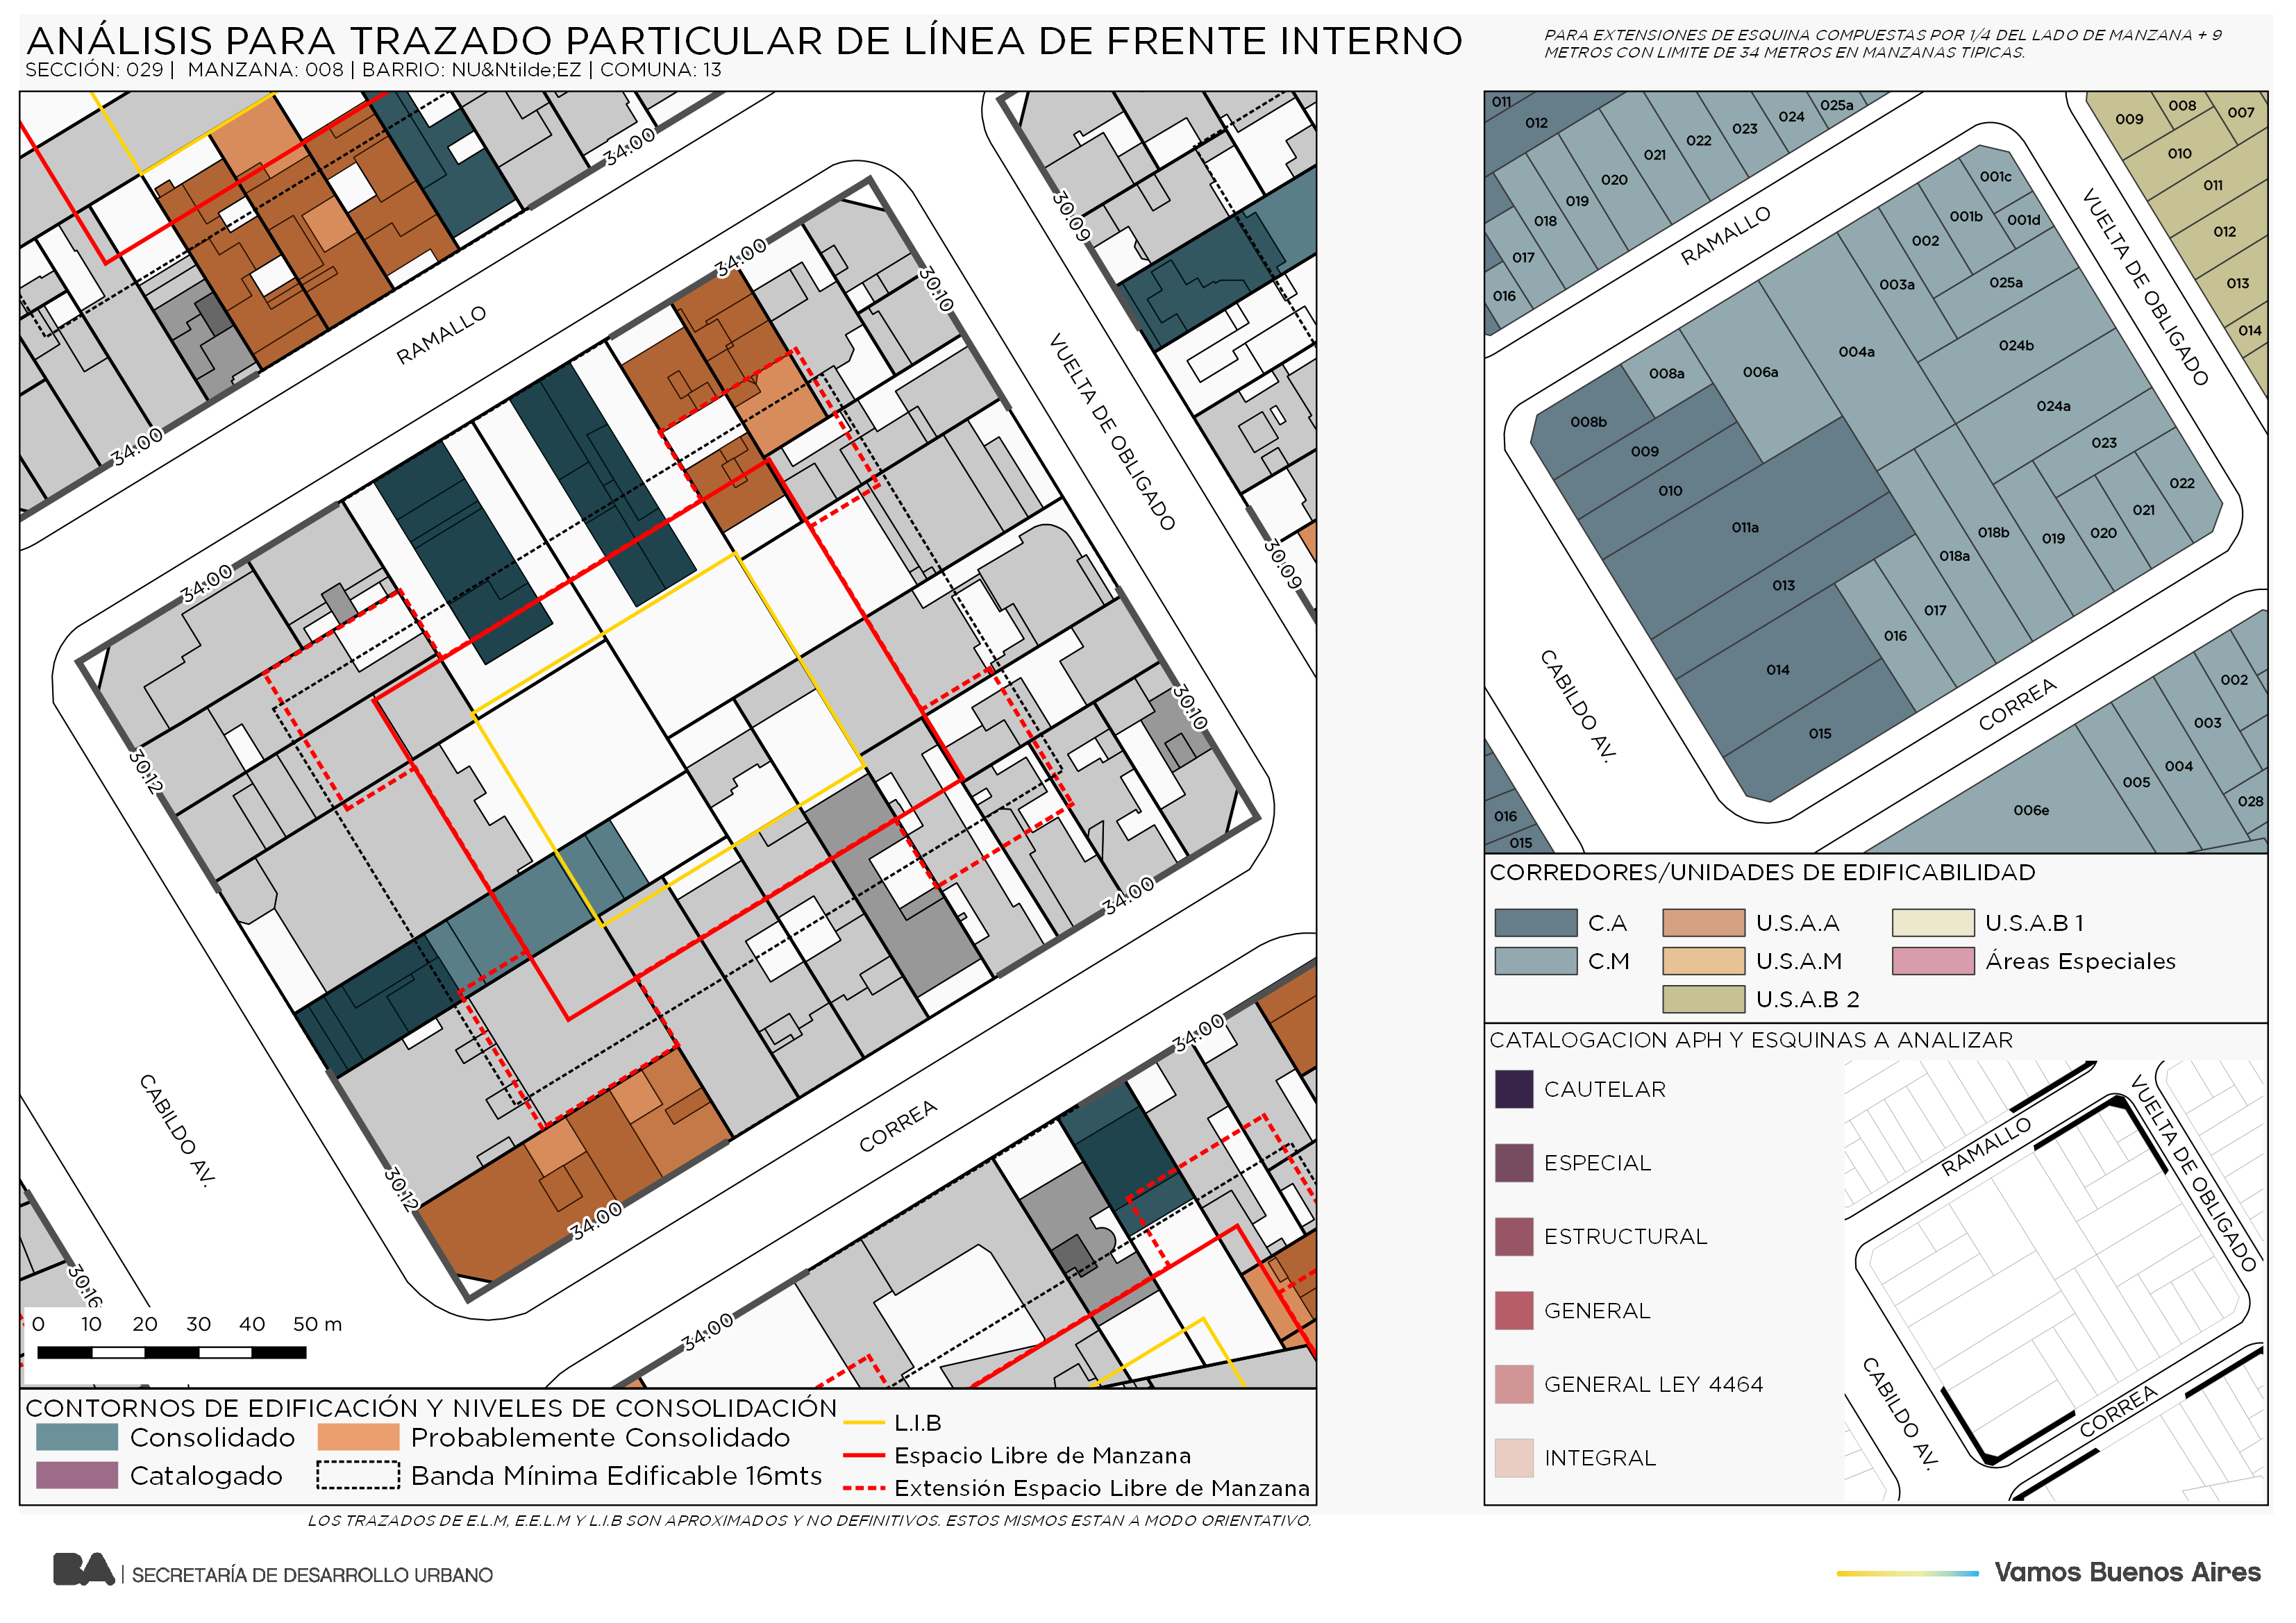 ANÁLISIS PARA TRAZADO PARTICULAR DE LÍNEA DE FRENTE INTERNO
SECCIÓN: 029 | MANZANA: 008 | BARRIO: NU&Ntilde;EZ | COMUNA: 13
PARA EXTENSIONES DE ESQUINA COMPUESTAS POR 1/4 DEL LADO DE MANZANA + 9
METROS CON LIMITE DE 34 METROS EN MANZANAS TIPICAS.
34.00
30.09
34.00
30.10
RAMALLO
VUELTA DE OBLIGADO
34.00
30.09
34.00
30.12
30.10
34.00
34.00
CABILDO AV.
CORREA
30.12
34.00
30.16
34.00
0 10 20 30 40 50 m
CONTORNOS DE EDIFICACIÓN Y NIVELES DE CONSOLIDACIÓN
Consolidado
Probablemente Consolidado
Catalogado
Banda Mínima Edificable 16mts
L.I.B
Espacio Libre de Manzana
Extensión Espacio Libre de Manzana
LOS TRAZADOS DE E.L.M, E.E.L.M Y L.I.B SON APROXIMADOS Y NO DEFINITIVOS. ESTOS MISMOS ESTAN A MODO ORIENTATIVO.
011
012
025a
024
023
022
021
020
019
018
017
016
009
008
007
010
011
012
013
014
RAMALLO
VUELTA DE OBLIGADO
001c
001b
001d
002
003a
025a
004a
024b
006a
008a
024a
008b
009
023
010
022
011a
021
018b
019
020
018a
013
017
016
014
015
CABILDO AV.
CORREA
002
003
004
005
028
006e
016
015
CORREDORES/UNIDADES DE EDIFICABILIDAD
C.A
U.S.A.A
U.S.A.B 1
C.M
U.S.A.M
Áreas Especiales
U.S.A.B 2
CATALOGACION APH Y ESQUINAS A ANALIZAR
CAUTELAR
ESPECIAL
ESTRUCTURAL
GENERAL
GENERAL LEY 4464
INTEGRAL
RAMALLO
VUELTA DE OBLIGADO
CABILDO AV.
CORREA
BA | SECRETARÍA DE DESARROLLO URBANO
Vamos Buenos Aires